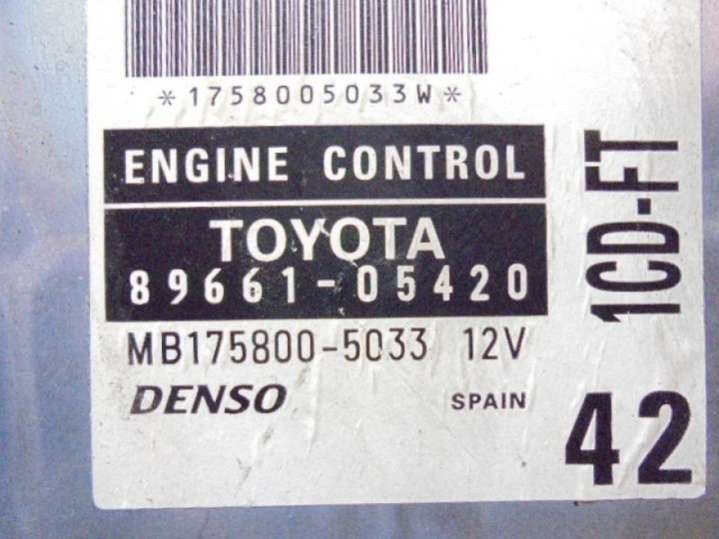 *1758005033W*
ENGINE CONTROL
TOYOTA
89661-05420
MB175800-5033 12V
DENSO SPAIN
1CD-FT
42